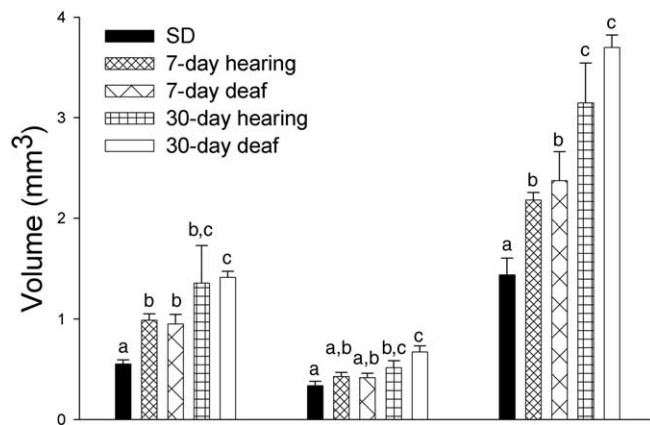 4
3
2
1
0
Volume (mm³)
SD
7-day hearing
7-day deaf
30-day hearing
30-day deaf
a
b
b
b,c
c
a
a,b
a,b
b,c
c
a
b
b
c
c